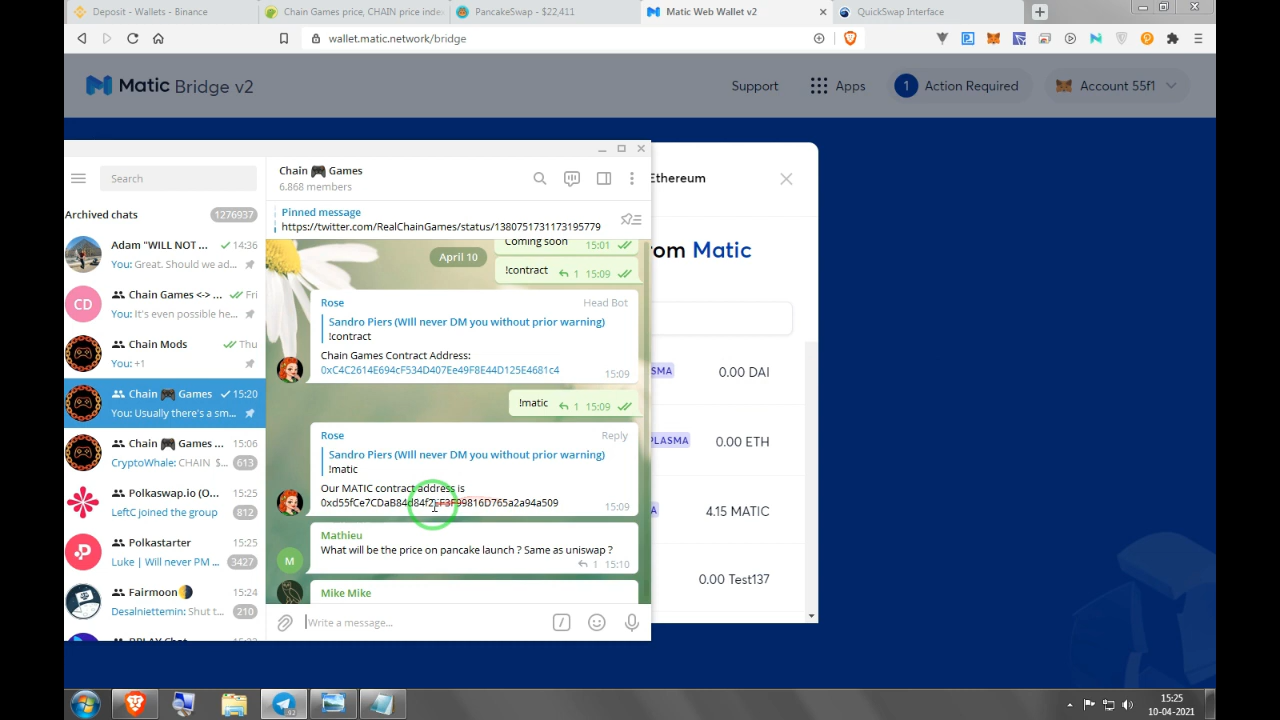 Deposit - Wallets - Binance
Chain Games price, CHAIN price index
PancakeSwap - $22,411
Matic Web Wallet v2
QuickSwap Interface
wallet.matic.network/bridge
Matic Bridge v2
Support
Apps
1
Action Required
Account 55f1
Search
Archived chats
1276937
Adam "WILL NOT ...
14:36
You: Great. Should we ad...
CD
Chain Games <-> ...
Fri
You: It's even possible he...
Chain Mods
Thu
You: +1
Chain Games
15:20
You: Usually there's a sm...
Chain Games ...
15:06
CryptoWhale: CHAIN $...
613
Polkaswap.io (O...
15:25
LeftC joined the group
812
Polkastarter
15:25
Luke | Will never PM ...
3427
Fairmoon
15:24
Desalniettemin: Shut t...
210
Chain Games
6.868 members
Pinned message
https://twitter.com/RealChainGames/status/1380751731173195779
Coming soon
15:01
April 10
!contract
1
15:09
Rose
Head Bot
Sandro Piers (WIll never DM you without prior warning)
!contract
Chain Games Contract Address:
0xC4C2614E694cF534D407Ee49F8E44D125E4681c4
15:09
!matic
1
15:09
Rose
Reply
Sandro Piers (WIll never DM you without prior warning)
!matic
Our MATIC contract address is
15:09
Mathieu
M
What will be the price on pancake launch ? Same as uniswap ?
1
15:10
Mike Mike
Write a message...
Ethereum
om Matic
SMA
0.00 DAI
PLASMA
0.00 ETH
A
4.15 MATIC
0.00 Test137
15:25
10-04-2021